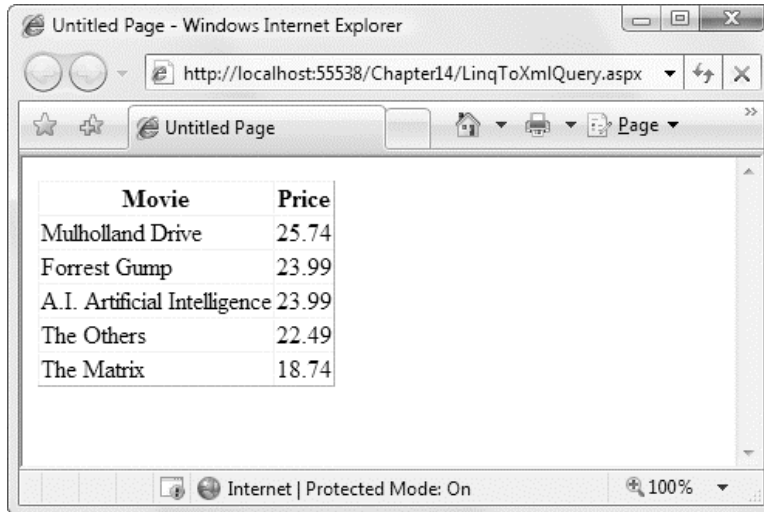 Untitled Page - Windows Internet Explorer
http://localhost:55538/Chapter14/LinqToXmlQuery.aspx
Untitled Page
Page
Movie Price
Mulholland Drive 25.74
Forrest Gump 23.99
A.I. Artificial Intelligence 23.99
The Others 22.49
The Matrix 18.74
Internet | Protected Mode: On 100%